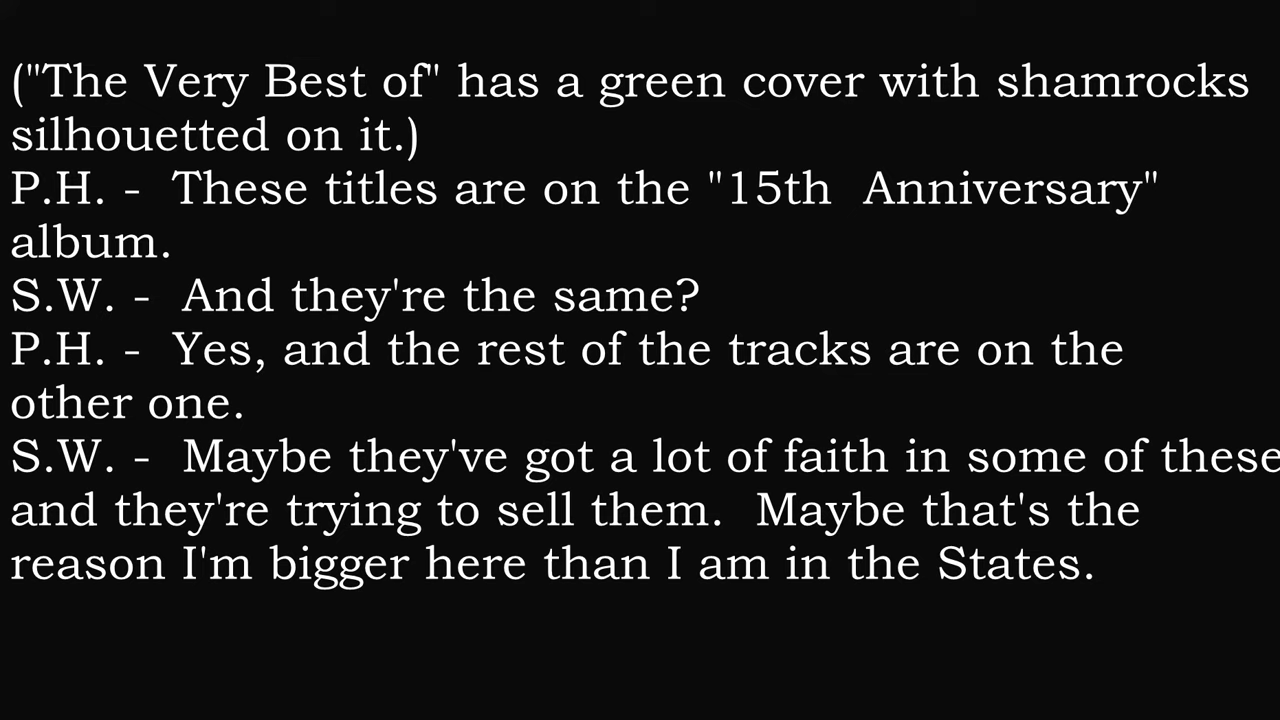 ("The Very Best of" has a green cover with shamrocks
silhouetted on it.)
P.H. -  These titles are on the "15th  Anniversary"
album.
S.W. -  And they're the same?
P.H. -  Yes, and the rest of the tracks are on the
other one.
S.W. -  Maybe they've got a lot of faith in some of these
and they're trying to sell them.  Maybe that's the
reason I'm bigger here than I am in the States.